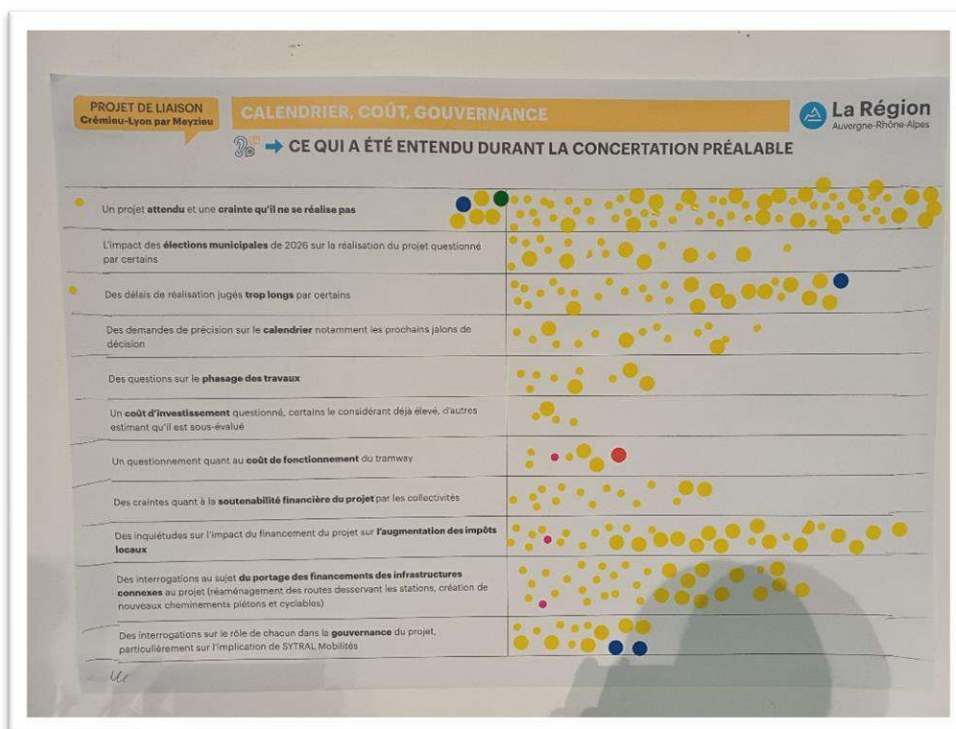 PROJET DE LIAISON
Crémieu-Lyon par Meyzieu
CALENDRIER, COÛT, GOUVERNANCE
La Région
Auvergne-Rhône-Alpes
CE QUI A ÉTÉ ENTENDU DURANT LA CONCERTATION PRÉALABLE
Un projet attendu et une crainte qu'il ne se réalise pas
L'impact des élections municipales de 2026 sur la réalisation du projet questionné
par certains
Des délais de réalisation jugés trop longs par certains
Des demandes de précision sur le calendrier notamment les prochains jalons de
décision
Des questions sur le phasage des travaux
Un coût d'investissement questionné, certains le considérant déjà élevé, d'autres
estimant qu'il est sous-évalué
Un questionnement quant au coût de fonctionnement du tramway
Des craintes quant à la soutenabilité financière du projet par les collectivités
Des inquiétudes sur l'impact du financement du projet sur l'augmentation des impôts
locaux
Des interrogations au sujet du portage des financements des infrastructures
connexes au projet (réaménagement des routes desservant les stations, création de
nouveaux cheminements piétons et cyclables)
Des interrogations sur le rôle de chacun dans la gouvernance du projet,
particulièrement sur l'implication de SYTRAL Mobilités